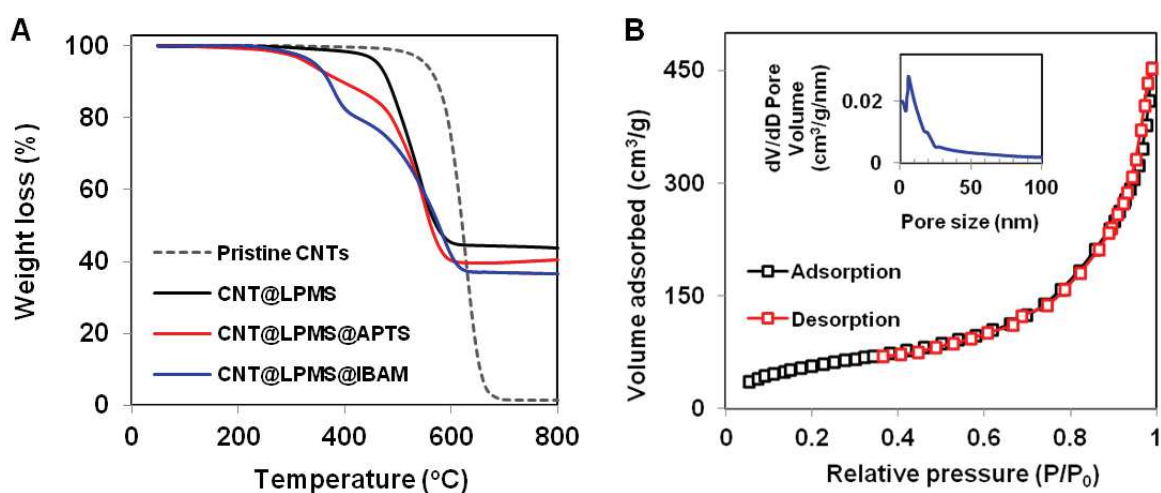 A
Weight loss (%)
100
80
60
40
20
0
Pristine CNTs
CNT@LPMS
CNT@LPMS@APTS
CNT@LPMS@IBAM
0 200 400 600 800
Temperature (ºC)
B
Volume adsorbed (cm³/g)
450
300
150
0
dV/dD Pore
Volume
(cm³/g/nm)
0.02
0
0 50 100
Pore size (nm)
Adsorption
Desorption
0 0.2 0.4 0.6 0.8 1
Relative pressure (P/P₀)